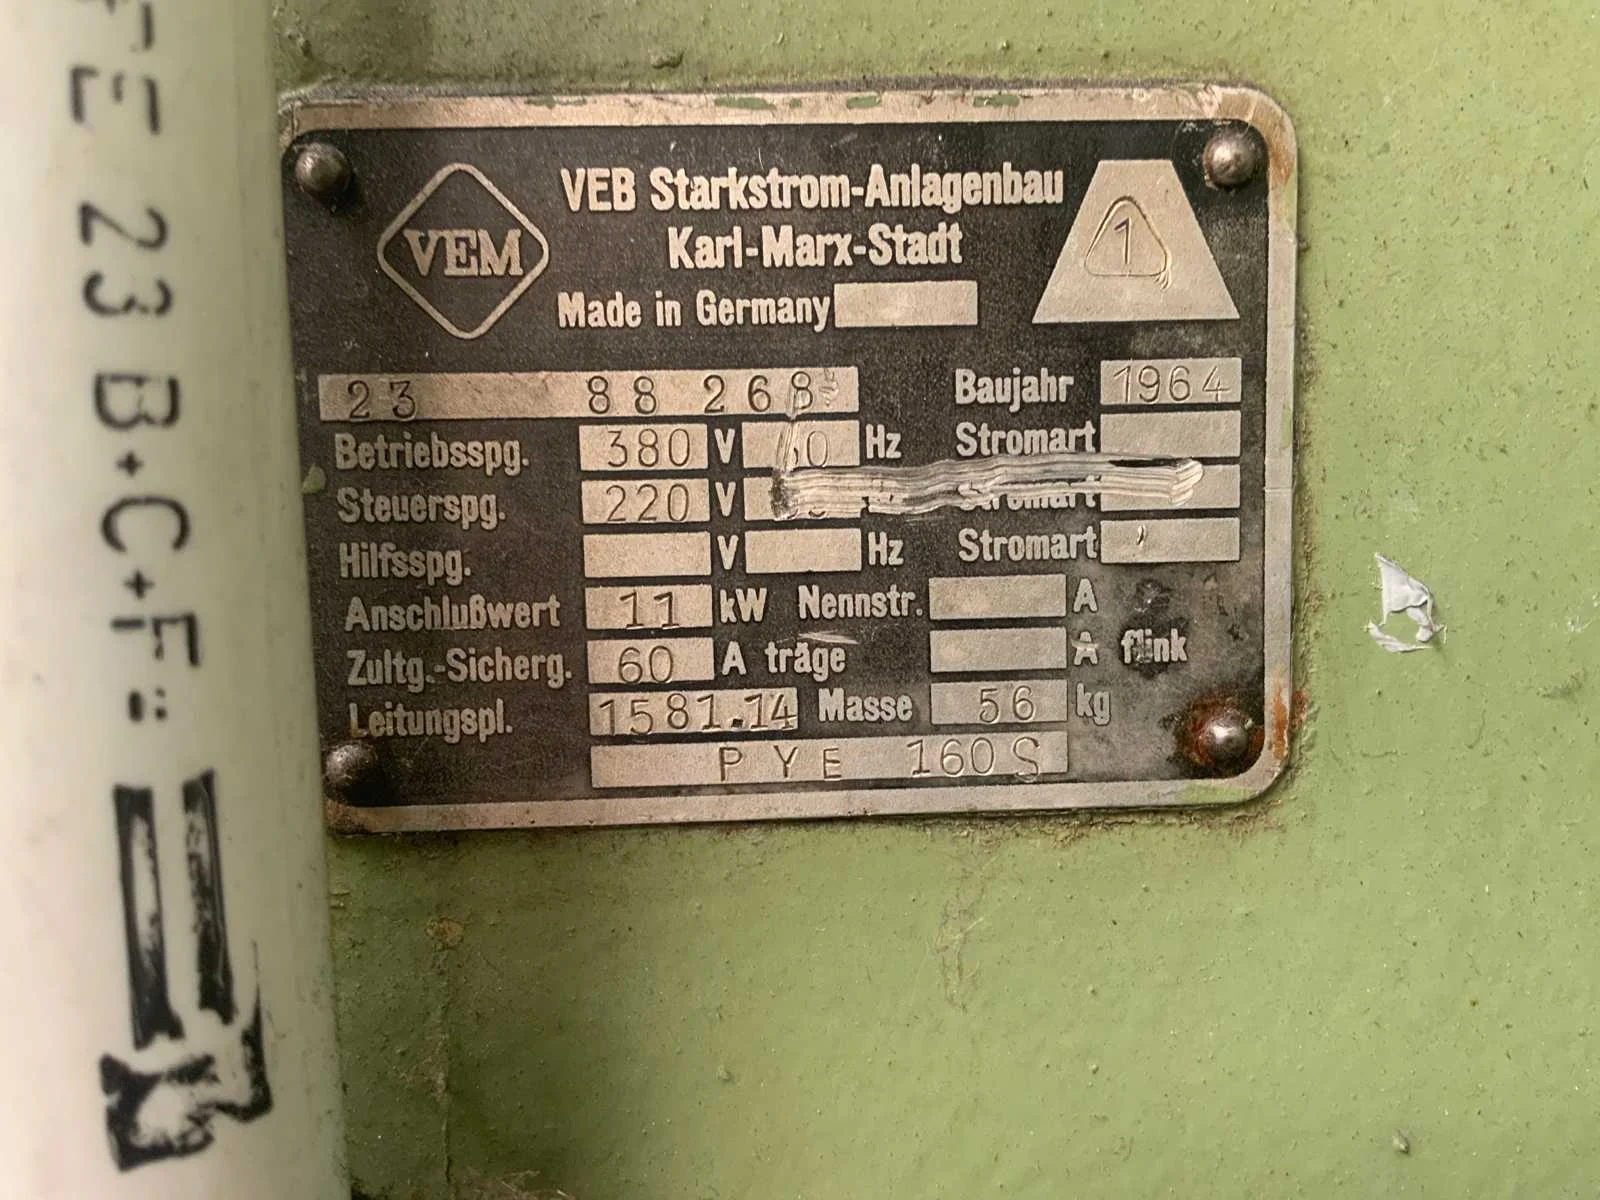 VEM
VEB Starkstrom-Anlagenbau
Karl-Marx-Stadt
Made in Germany
1
23 88 268 Baujahr 1964
Betriebsspg. 380 V Hz Stromart
Steuerspg. 220 V Stromart
Hilfsspg. V Hz Stromart
Anschlußwert 11 kW Nennstr. A
Zultg.-Sicherg. 60 A träge A flink
Leitungspl. 1581.14 Masse 56 kg
PYE 160S
23 B+C+F=